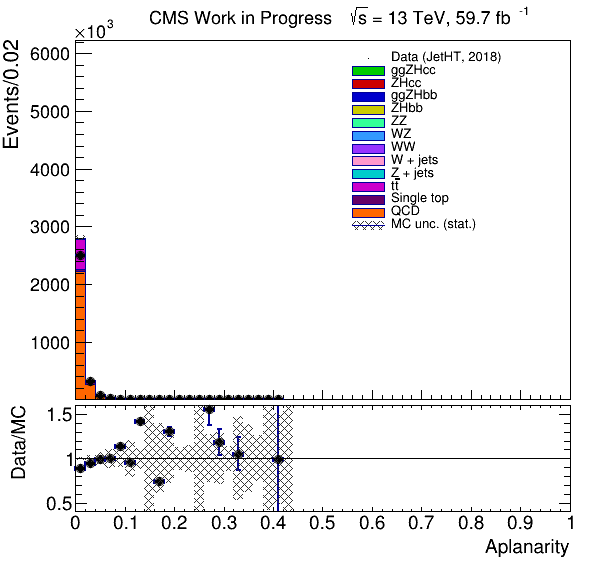 CMS Work in Progress √s = 13 TeV, 59.7 fb⁻¹
×10³
Events/0.02
6000
5000
4000
3000
2000
1000
Data (JetHT, 2018)
ggZHcc
ZHcc
ggZHbb
ZHbb
ZZ
WZ
WW
W + jets
Z + jets
tt̅
Single top
QCD
MC unc. (stat.)
Data/MC
1.5
1
0.5
0 0.1 0.2 0.3 0.4 0.5 0.6 0.7 0.8 0.9 1
Aplanarity